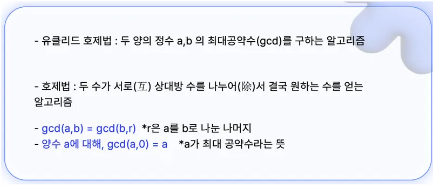 - 유클리드 호제법 : 두 양의 정수 a,b 의 최대공약수(gcd)를 구하는 알고리즘
- 호제법 : 두 수가 서로(互) 상대방 수를 나누어(除)서 결국 원하는 수를 얻는
알고리즘
- gcd(a,b) = gcd(b,r) *r은 a를 b로 나눈 나머지
- 양수 a에 대해, gcd(a,0) = a *a가 최대 공약수라는 뜻